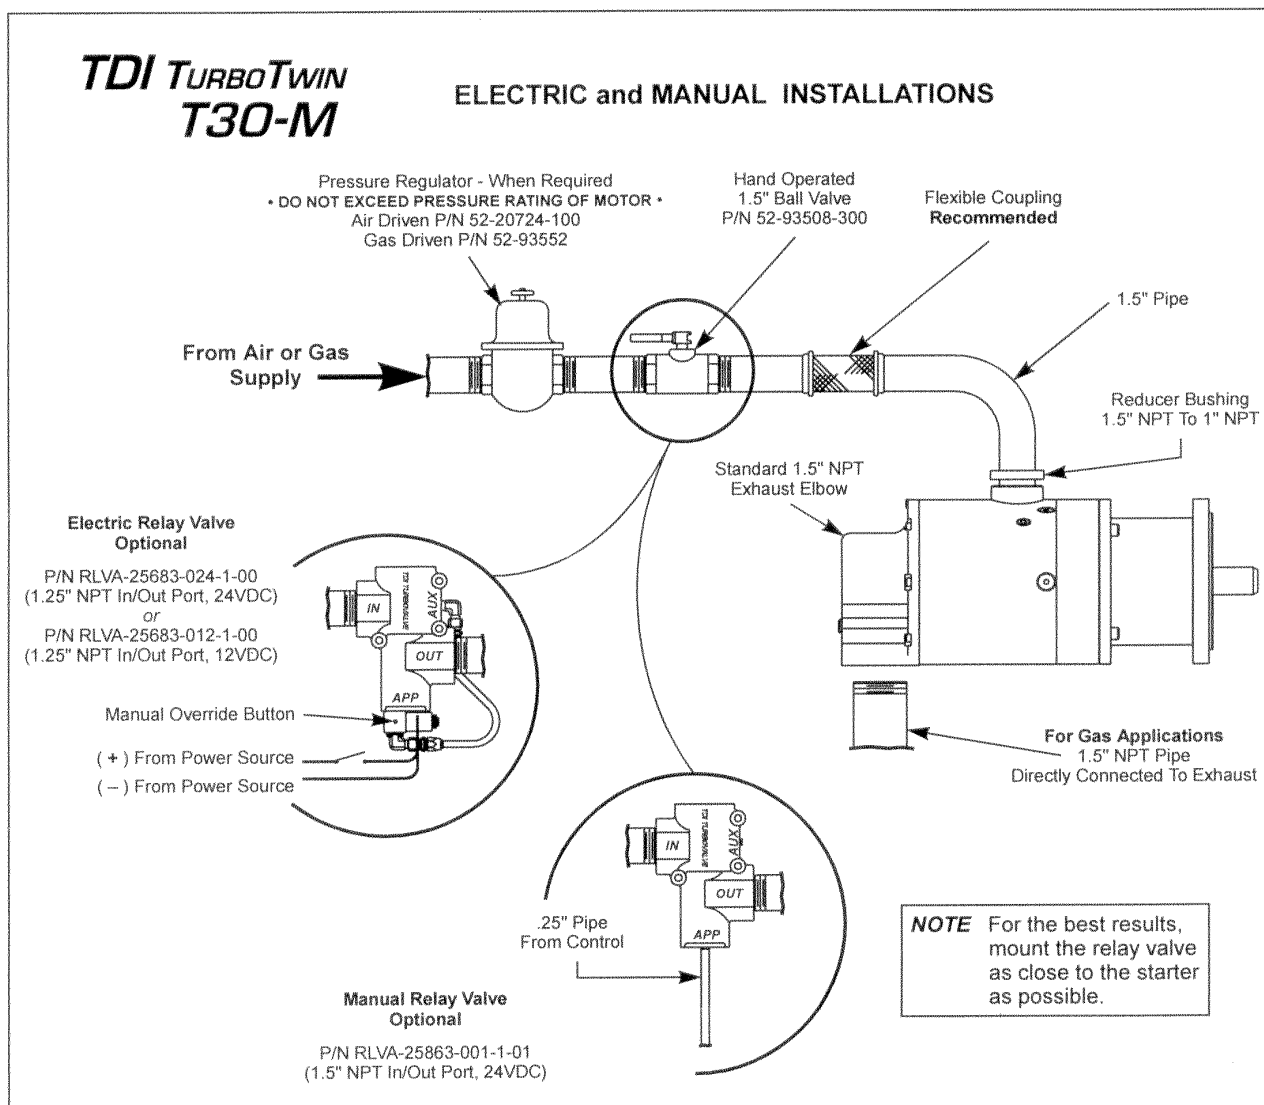 TDI TURBOTWIN
T30-M
ELECTRIC and MANUAL INSTALLATIONS
Pressure Regulator - When Required
• DO NOT EXCEED PRESSURE RATING OF MOTOR •
Air Driven P/N 52-20724-100
Gas Driven P/N 52-93552
Hand Operated
1.5" Ball Valve
P/N 52-93508-300
Flexible Coupling
Recommended
1.5" Pipe
From Air or Gas
Supply
Reducer Bushing
1.5" NPT To 1" NPT
Standard 1.5" NPT
Exhaust Elbow
Electric Relay Valve
Optional
P/N RLVA-25683-024-1-00
(1.25" NPT In/Out Port, 24VDC)
or
P/N RLVA-25683-012-1-00
(1.25" NPT In/Out Port, 12VDC)
IN
TDI TURBOVALVE
AUX
OUT
APP
Manual Override Button
( + ) From Power Source
( – ) From Power Source
For Gas Applications
1.5" NPT Pipe
Directly Connected To Exhaust
IN
TDI TURBOVALVE
AUX
OUT
APP
.25" Pipe
From Control
Manual Relay Valve
Optional
P/N RLVA-25863-001-1-01
(1.5" NPT In/Out Port, 24VDC)
NOTE For the best results,
mount the relay valve
as close to the starter
as possible.